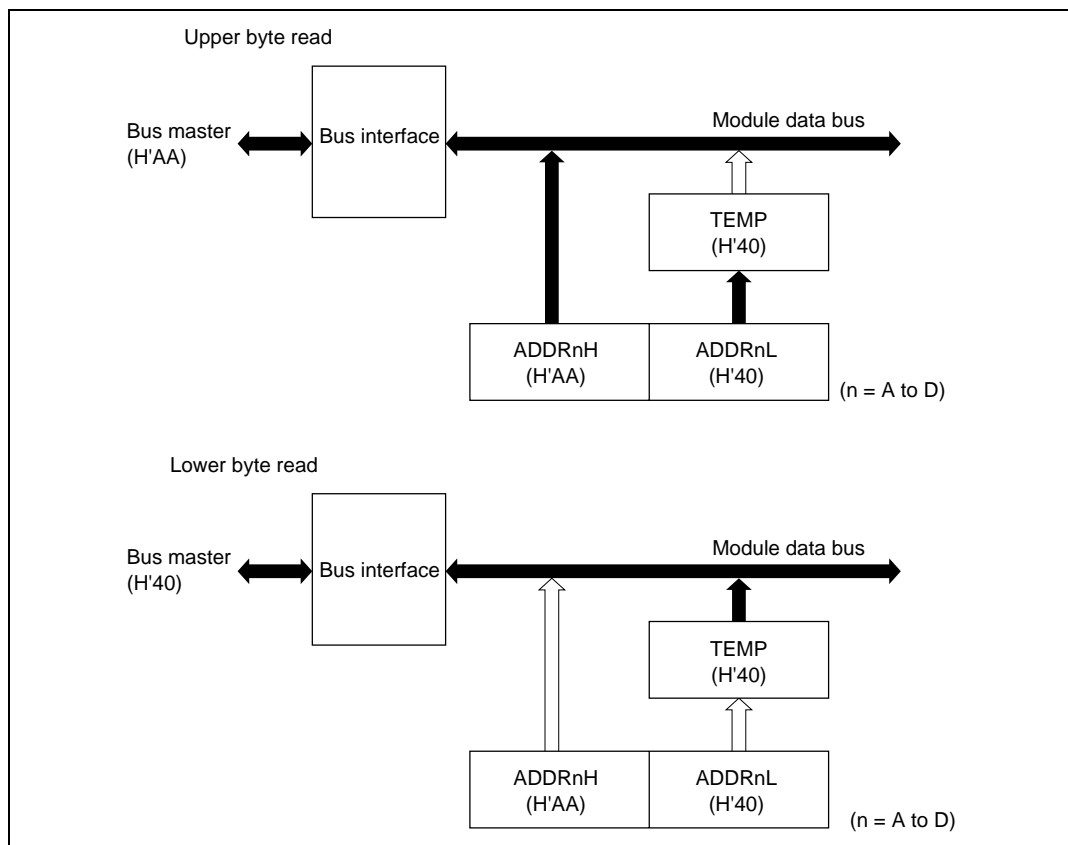 Upper byte read
Bus master
(H'AA)
Bus interface
Module data bus
TEMP
(H'40)
ADDRnH
(H'AA)
ADDRnL
(H'40)
(n = A to D)
Lower byte read
Bus master
(H'40)
Bus interface
Module data bus
TEMP
(H'40)
ADDRnH
(H'AA)
ADDRnL
(H'40)
(n = A to D)